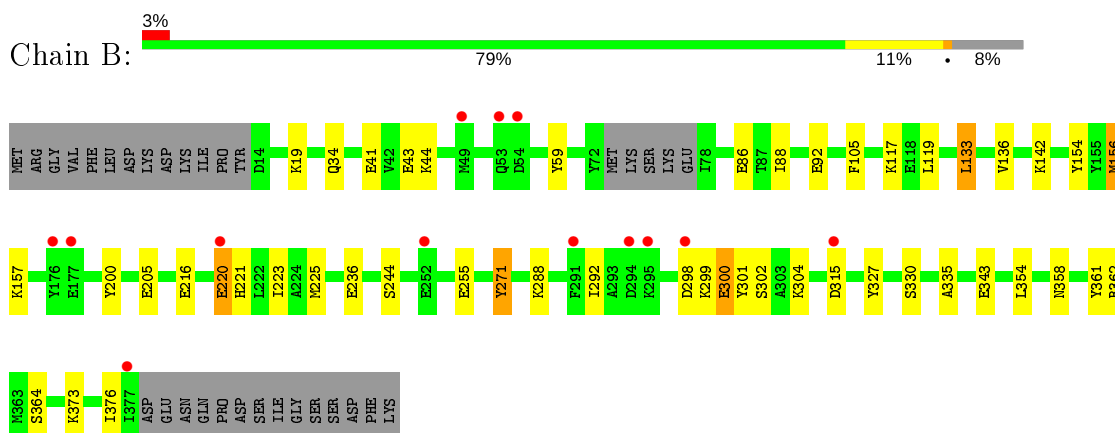 3%
Chain B:
79% 11% • 8%
MET ARG GLY VAL PHE LEU ASP LYS ASP LYS ILE PRO TYR D14 K19 Q34 E41 V42 E43 K44 M49 Q53 D54 Y59 Y72 MET LYS SER LYS GLU I78 E86 T87 I88 E92 F105 K117 E118 L119 L133 V136 K142 Y154 Y155 M156
K157 Y176 E177 Y200 E205 E216 E220 H221 L222 I223 A224 M225 E236 S244 E252 E255 Y271 K288 F291 I292 A293 D294 K295 D298 K299 E300 Y301 S302 A303 K304 D315 Y327 S330 A335 E343 L354 N358 Y361
M363 S364 K373 I376 I377 ASP GLU ASN GLN PRO ASP SER ILE GLY SER SER ASP PHE LYS